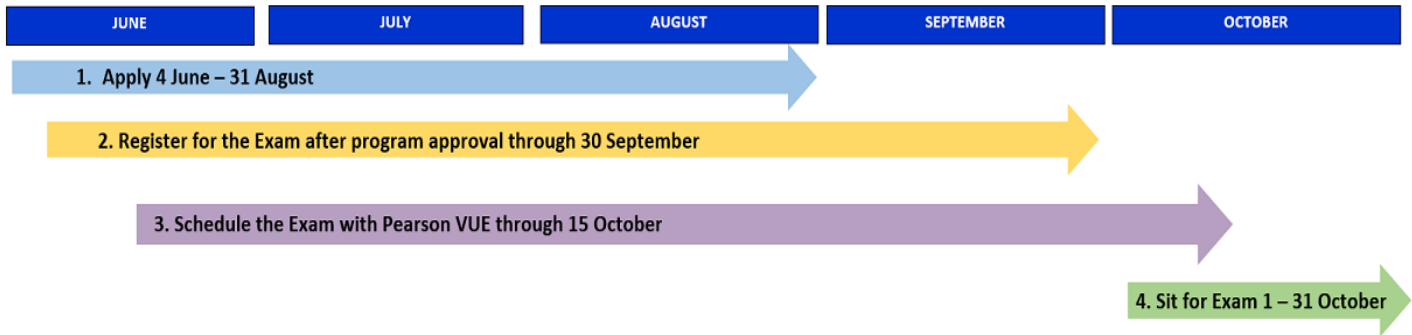 JUNE JULY AUGUST SEPTEMBER OCTOBER
1. Apply 4 June – 31 August
2. Register for the Exam after program approval through 30 September
3. Schedule the Exam with Pearson VUE through 15 October
4. Sit for Exam 1 – 31 October